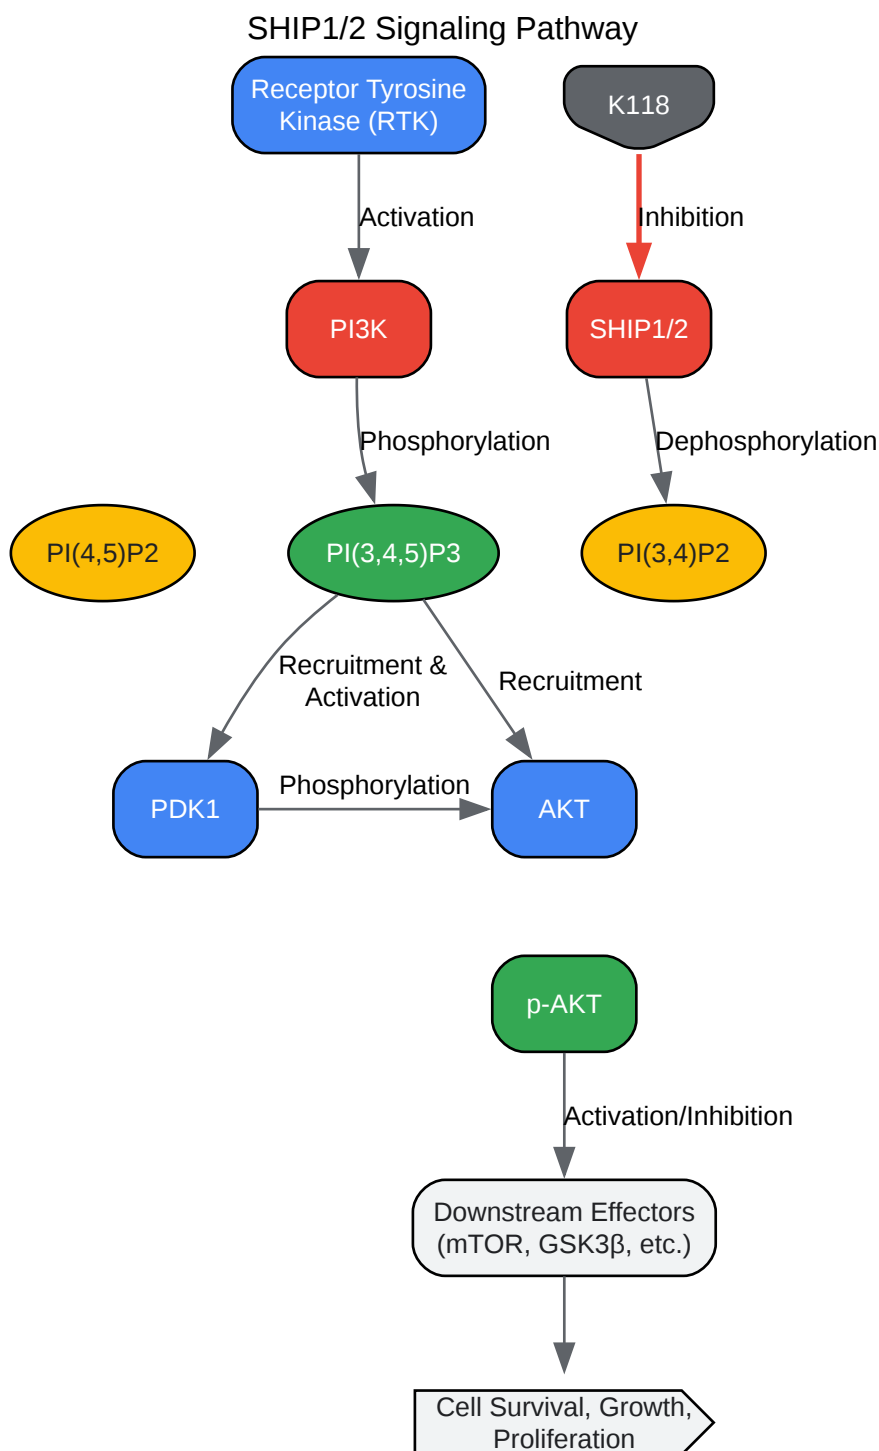 SHIP1/2 Signaling Pathway
Receptor Tyrosine
Kinase (RTK)
K118
Activation
Inhibition
PI3K
SHIP1/2
Phosphorylation
Dephosphorylation
PI(4,5)P2
PI(3,4,5)P3
PI(3,4)P2
Recruitment &
Activation
Recruitment
Phosphorylation
PDK1
AKT
p-AKT
Activation/Inhibition
Downstream Effectors
(mTOR, GSK3β, etc.)
Cell Survival, Growth,
Proliferation